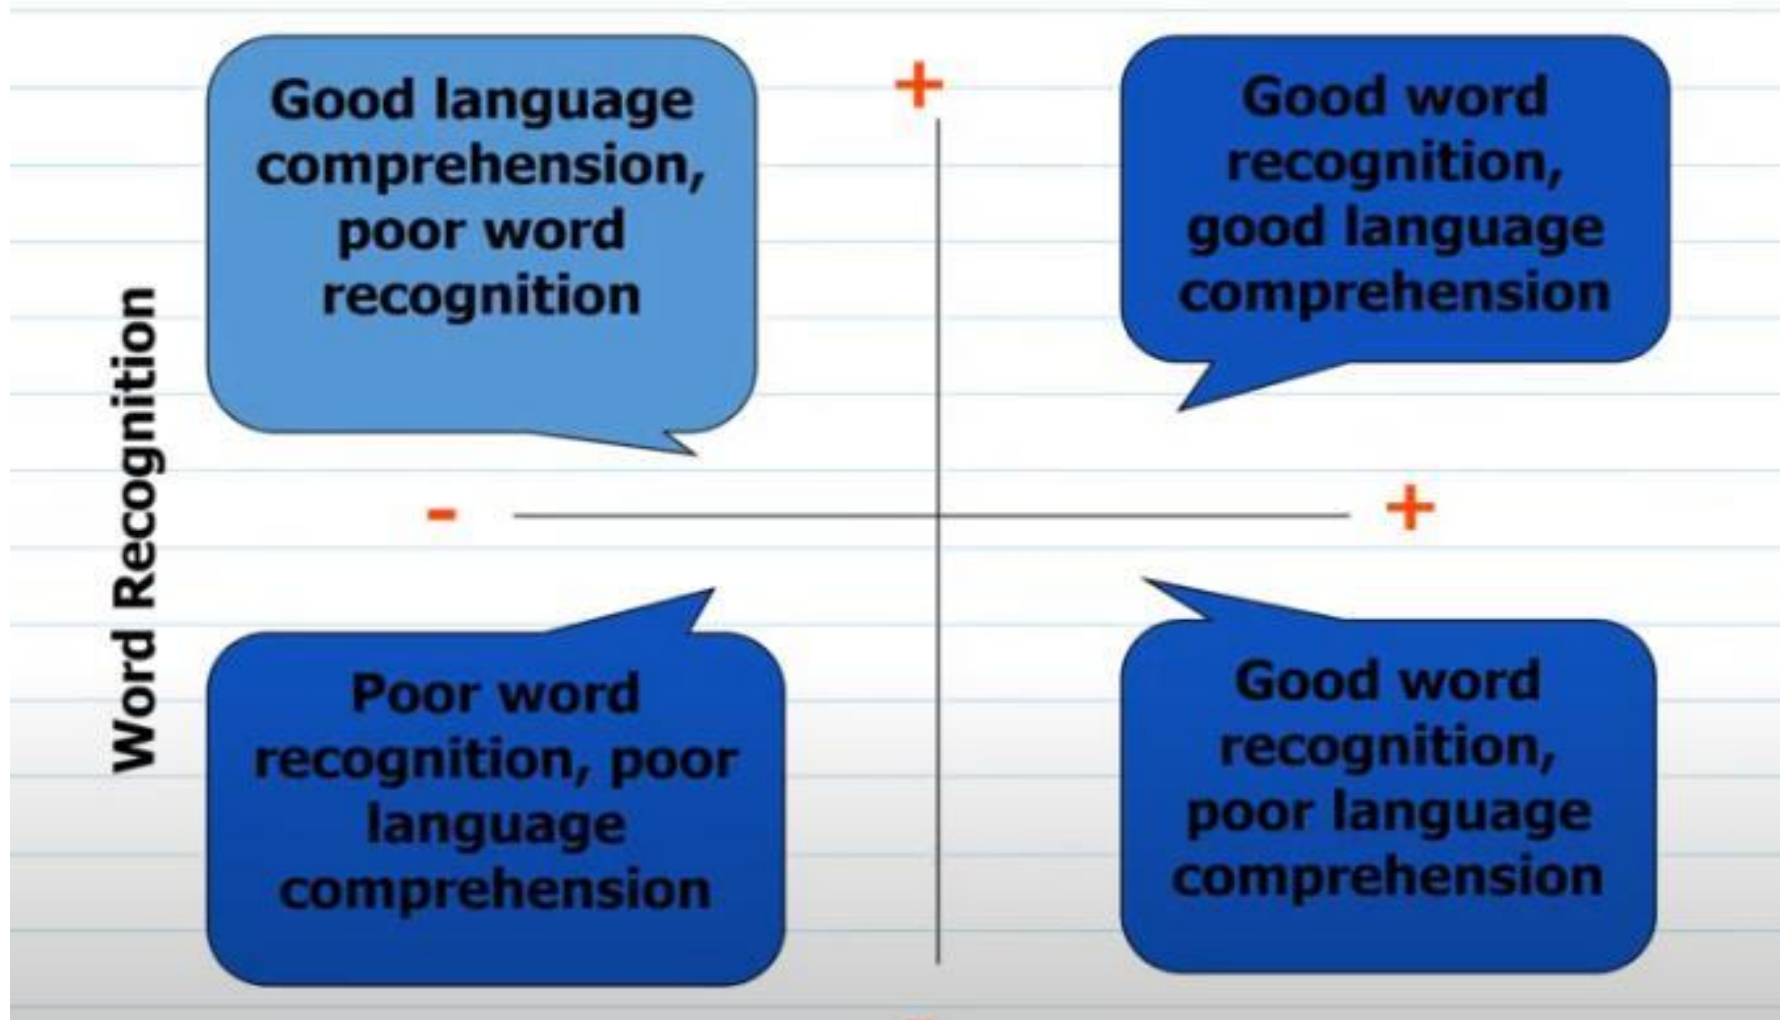 Word Recognition
Good language
comprehension,
poor word
recognition
+
Good word
recognition,
good language
comprehension
-
+
Poor word
recognition, poor
language
comprehension
Good word
recognition,
poor language
comprehension